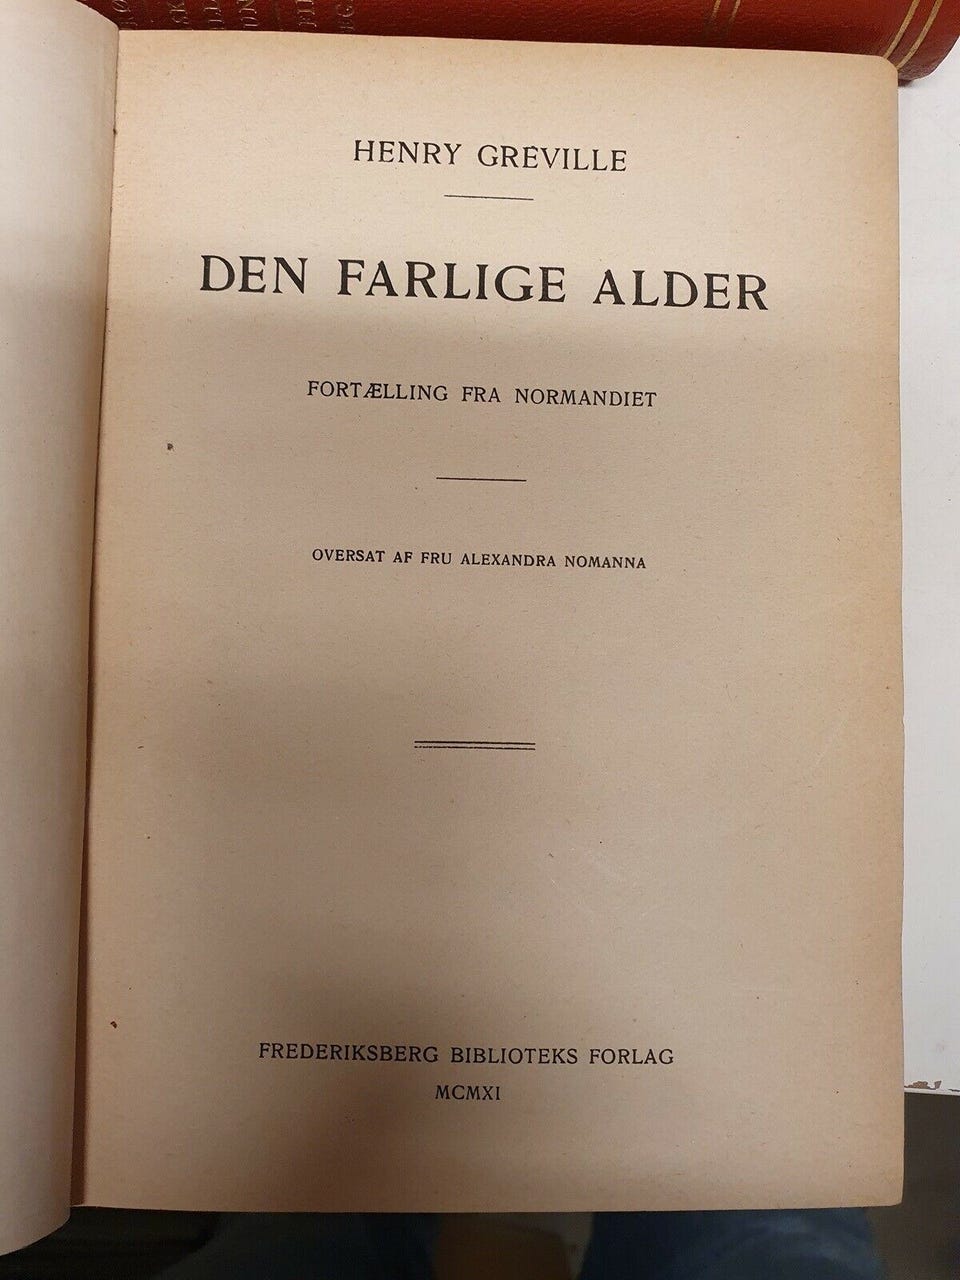 HENRY GRÉVILLE
DEN FARLIGE ALDER
FORTÆLLING FRA NORMANDIET
OVERSAT AF FRU ALEXANDRA NOMANNA
FREDERIKSBERG BIBLIOTEKS FORLAG
MCMXI